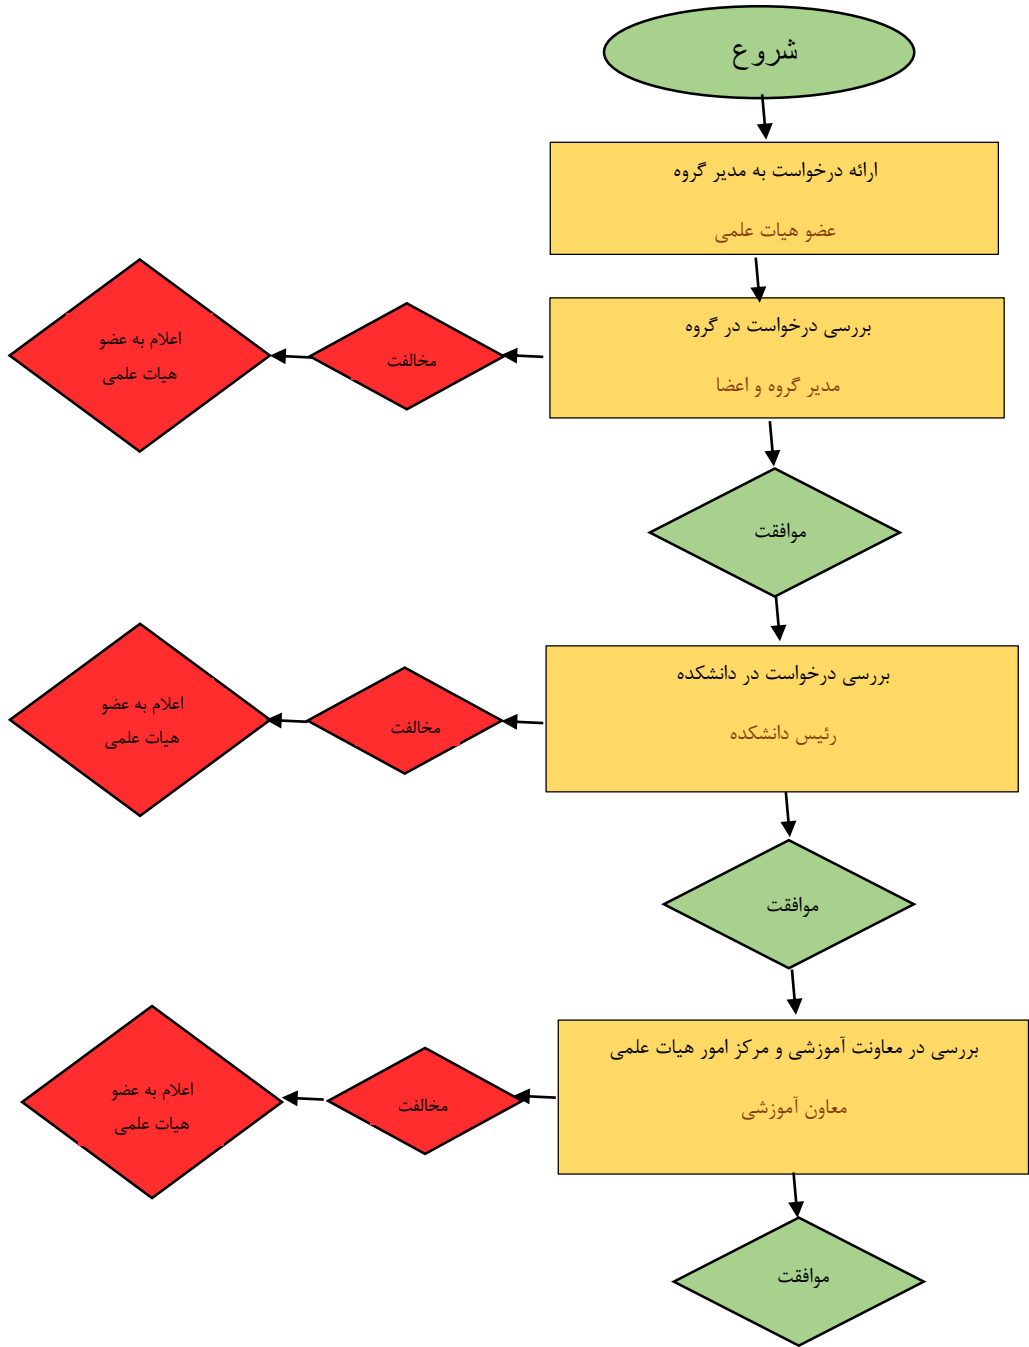 شروع
ارائه درخواست به مدیر گروه
عضو هیات علمی
بررسی درخواست در گروه
مدیر گروه و اعضا
مخالفت
اعلام به عضو
هیات علمی
موافقت
بررسی درخواست در دانشکده
رئیس دانشکده
مخالفت
اعلام به عضو
هیات علمی
موافقت
بررسی در معاونت آموزشی و مرکز امور هیات علمی
معاون آموزشی
مخالفت
اعلام به عضو
هیات علمی
موافقت